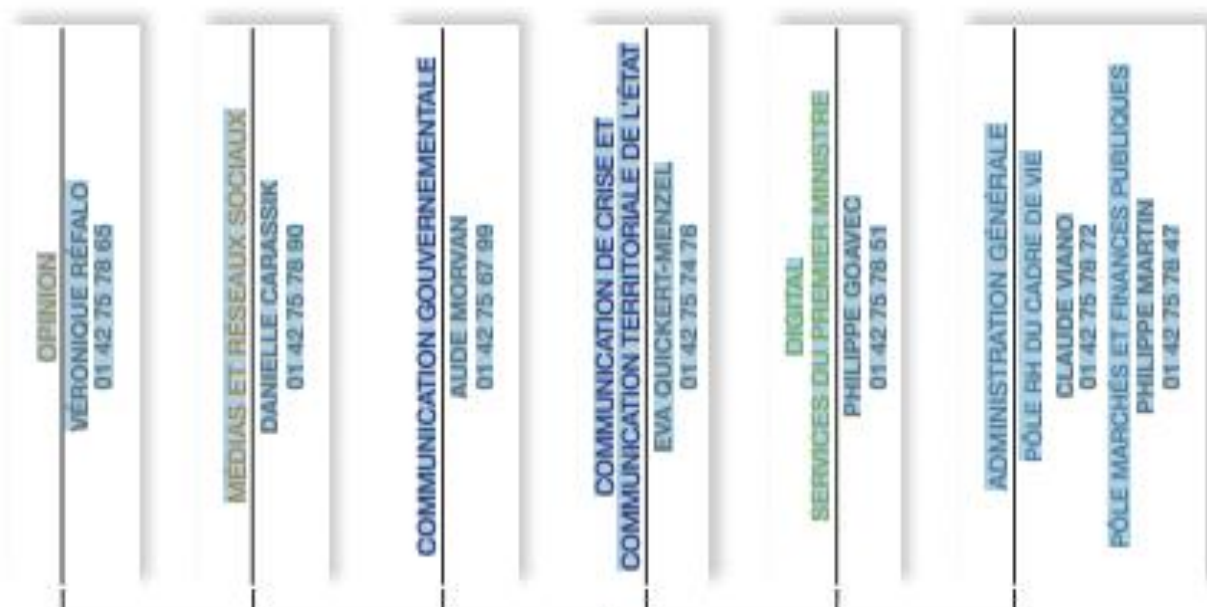 OPINION
VÉRONIQUE RÉFALO
01 42 75 78 65
MÉDIAS ET RÉSEAUX SOCIAUX
DANIELLE CARASSIK
01 42 75 78 90
COMMUNICATION GOUVERNEMENTALE
AUDE MORVAN
01 42 75 67 99
COMMUNICATION DE CRISE ET
COMMUNICATION TERRITORIALE DE L'ÉTAT
EVA QUICKERT-MENZEL
01 42 75 74 76
DIGITAL
SERVICES DU PREMIER MINISTRE
PHILIPPE GOAVEC
01 42 75 78 51
ADMINISTRATION GÉNÉRALE
PÔLE RH DU CADRE DE VIE
CLAUDE VIANO
01 42 75 78 72
PÔLE MARCHÉS ET FINANCES PUBLIQUES
PHILIPPE MARTIN
01 42 75 78 47